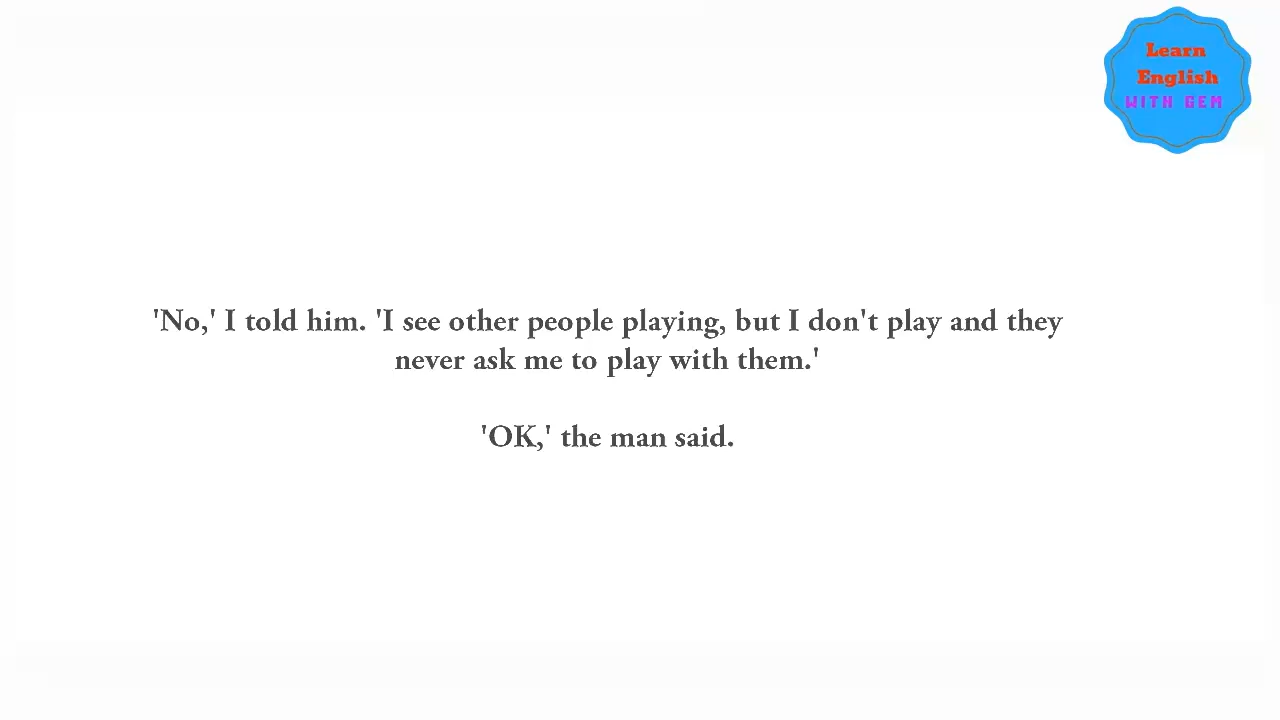 Learn
English
WITH GEM
'No,' I told him. 'I see other people playing, but I don't play and they
never ask me to play with them.'
'OK,' the man said.